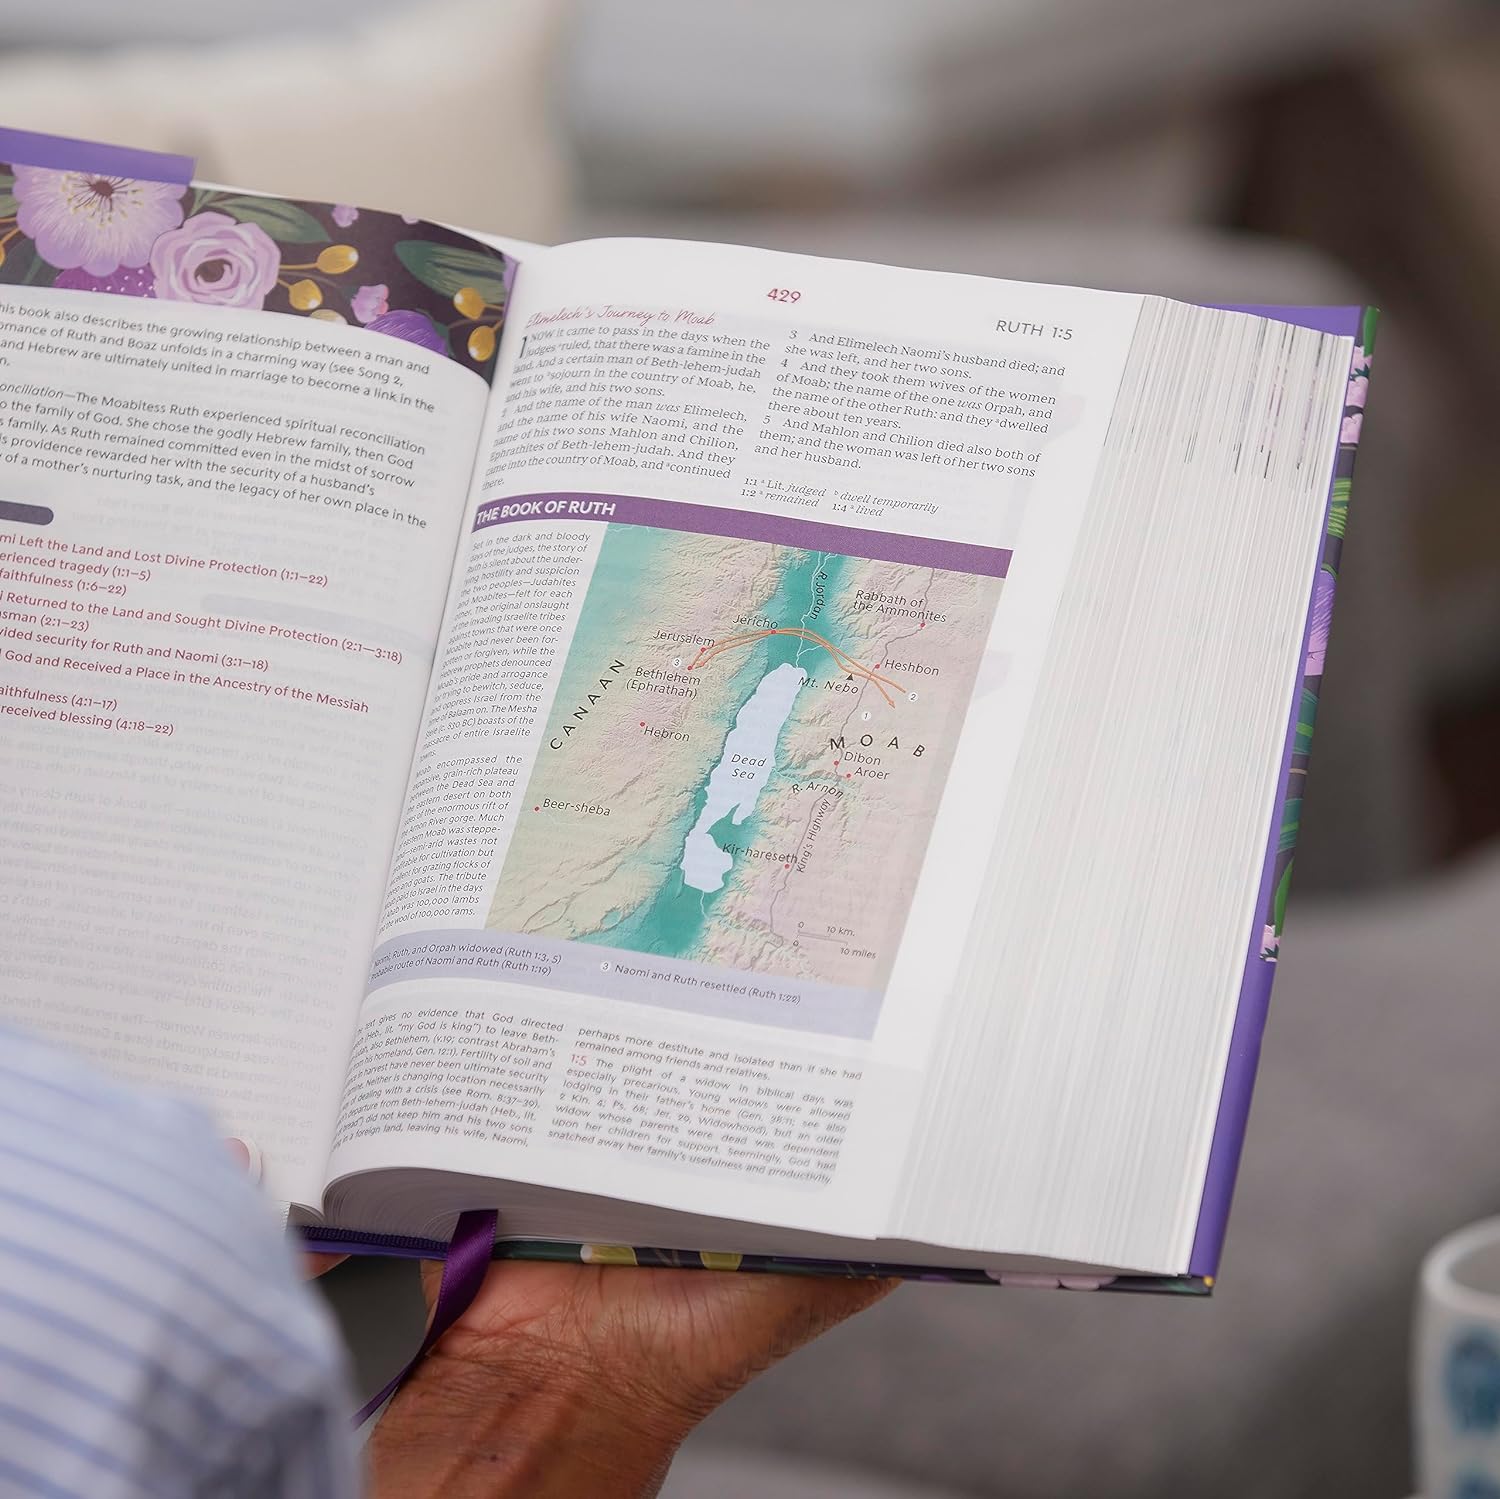 his book also describes the growing relationship between a man and
omance of Ruth and Boaz unfolds in a charming way (see Song 2,
and Hebrew are ultimately united in marriage to become a link in the
n.
onciliation—The Moabitess Ruth experienced spiritual reconciliation
o the family of God. She chose the godly Hebrew family, then God
s family. As Ruth remained committed even in the midst of sorrow
is providence rewarded her with the security of a husband's
y of a mother's nurturing task, and the legacy of her own place in the
mi Left the Land and Lost Divine Protection (1:1–22)
erienced tragedy (1:1–5)
faithfulness (1:6–22)
i Returned to the Land and Sought Divine Protection (2:1—3:18)
sman (2:1–23)
vided security for Ruth and Naomi (3:1–18)
l God and Received a Place in the Ancestry of the Messiah
aithfulness (4:1–17)
received blessing (4:18–22)
429
RUTH 1:5
Elimelech's Journey to Moab
1 NOW it came to pass in the days when the
judges ᵃruled, that there was a famine in the
land. And a certain man of Beth-lehem-judah
went to ᵇsojourn in the country of Moab, he,
and his wife, and his two sons.
2 And the name of the man was Elimelech,
and the name of his wife Naomi, and the
name of his two sons Mahlon and Chilion,
Ephrathites of Beth-lehem-judah. And they
came into the country of Moab, and ᵃcontinued
there.
3 And Elimelech Naomi's husband died; and
she was left, and her two sons.
4 And they took them wives of the women
of Moab; the name of the one was Orpah, and
the name of the other Ruth: and they ᵃdwelled
there about ten years.
5 And Mahlon and Chilion died also both of
them; and the woman was left of her two sons
and her husband.
1:1 ᵃ Lit. judged ᵇ dwell temporarily
1:2 ᵃ remained 1:4 ᵃ lived
THE BOOK OF RUTH
Set in the dark and bloody
days of the judges, the story of
Ruth is silent about the under-
lying hostility and suspicion
the two peoples—Judahites
and Moabites—felt for each
other. The original onslaught
of the invading Israelite tribes
against towns that were once
Moabite had never been for-
gotten or forgiven, while the
Hebrew prophets denounced
Moab's pride and arrogance
for trying to bewitch, seduce,
and oppress Israel from the
time of Balaam on. The Mesha
stele (c. 830 BC) boasts of the
massacre of entire Israelite
towns.
Moab encompassed the
expansive, grain-rich plateau
between the Dead Sea and
the eastern desert on both
sides of the enormous rift of
the Arnon River gorge. Much
of eastern Moab was steppe-
land—semi-arid wastes not
profitable for cultivation but
excellent for grazing flocks of
sheep and goats. The tribute
Moab paid to Israel in the days
of Ahab was 100,000 lambs
and the wool of 100,000 rams.
R. Jordan
Rabbath of
the Ammonites
Jericho
Jerusalem
Heshbon
3
Bethlehem
(Ephrathah)
Mt. Nebo
2
CANAAN
1
Hebron
MOAB
Dibon
Aroer
Dead
Sea
R. Arnon
Beer-sheba
King's Highway
Kir-hareseth
0 10 km.
0 10 miles
Naomi, Ruth, and Orpah widowed (Ruth 1:3, 5)
Probable route of Naomi and Ruth (Ruth 1:19)
3 Naomi and Ruth resettled (Ruth 1:22)
text gives no evidence that God directed
(Heb., lit. "my God is king") to leave Beth-
judah, also Bethlehem, (v.19; contrast Abraham's
from his homeland, Gen. 12:1). Fertility of soil and
in harvest have never been ultimate security
Neither is changing location necessarily
of dealing with a crisis (see Rom. 8:37–39).
departure from Beth-lehem-judah (Heb., lit.
bread") did not keep him and his two sons
in a foreign land, leaving his wife, Naomi,
perhaps more destitute and isolated than if she had
remained among friends and relatives.
1:5 The plight of a widow in biblical days was
especially precarious. Young widows were allowed
lodging in their father's home (Gen. 38:11; see also
2 Kin. 4; Ps. 68; Jer. 29, Widowhood), but an older
widow whose parents were dead was dependent
upon her children for support. Seemingly, God had
snatched away her family's usefulness and productivity,